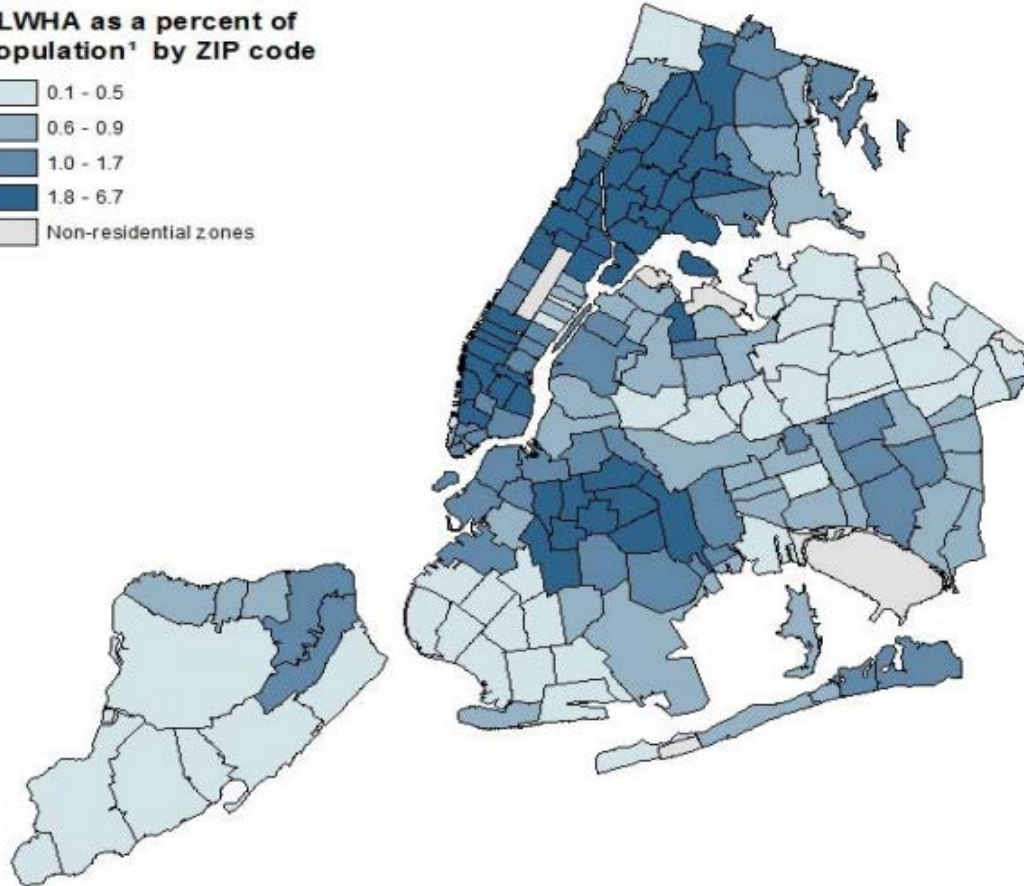 LWHA as a percent of
opulation¹ by ZIP code
0.1 - 0.5
0.6 - 0.9
1.0 - 1.7
1.8 - 6.7
Non-residential zones